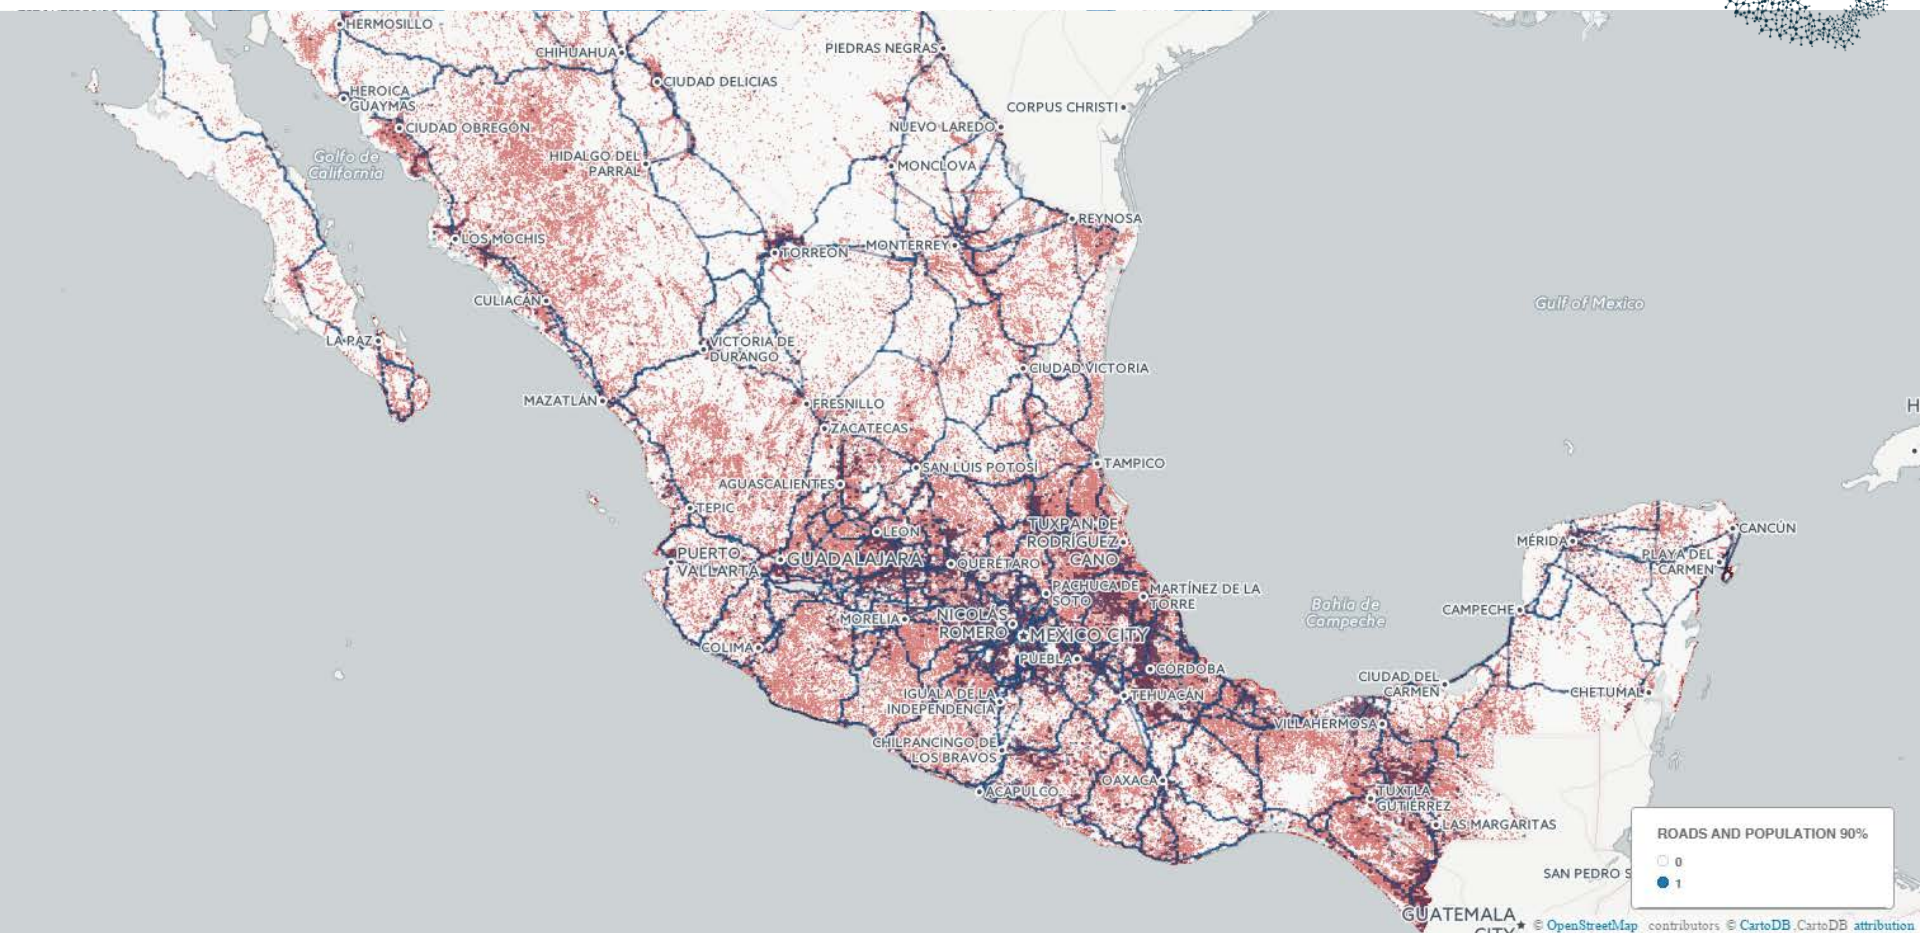 HERMOSILLO
CHIHUAHUA
PIEDRAS NEGRAS
CIUDAD DELICIAS
HEROICA
GUAYMAS
CORPUS CHRISTI
CIUDAD OBREGÓN
NUEVO LAREDO
Golfo de
California
HIDALGO DEL
PARRAL
MONCLOVA
REYNOSA
LOS MOCHIS
TORREÓN
MONTERREY
CULIACÁN
Gulf of Mexico
LA PAZ
VICTORIA DE
DURANGO
CIUDAD VICTORIA
MAZATLÁN
FRESNILLO
H
ZACATECAS
SAN LUIS POTOSÍ
TAMPICO
AGUASCALIENTES
TEPIC
LEÓN
TUXPAN DE
RODRÍGUEZ
CANO
CANCÚN
MÉRIDA
PUERTO
VALLARTA
GUADALAJARA
QUERÉTARO
PLAYA DEL
CARMEN
PACHUCA DE
SOTO
MARTÍNEZ DE LA
TORRE
Bahía de
Campeche
CAMPECHE
MORELIA
NICOLÁS
ROMERO
MEXICO CITY
COLIMA
PUEBLA
CÓRDOBA
CIUDAD DEL
CARMEN
CHETUMAL
IGUALA DE LA
INDEPENDENCIA
TEHUACÁN
VILLAHERMOSA
CHILPANCINGO DE
LOS BRAVOS
OAXACA
ACAPULCO
TUXTLA
GUTIÉRREZ
LAS MARGARITAS
ROADS AND POPULATION 90%
0
1
SAN PEDRO S
GUATEMALA
CITY
© OpenStreetMap contributors © CartoDB, CartoDB attribution